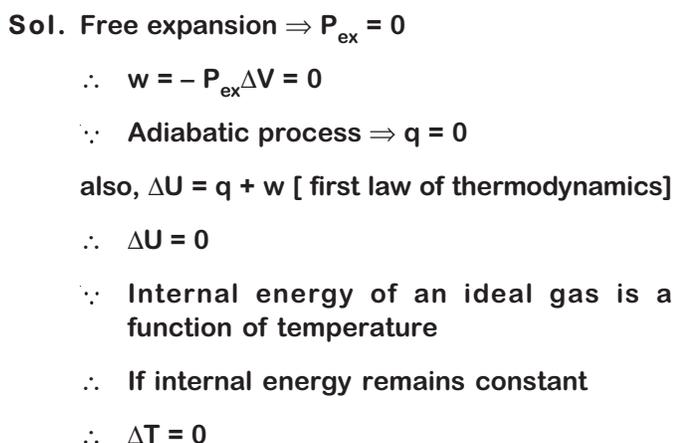 Sol. Free expansion ⇒ Pₑₓ = 0
∴ w = – PₑₓΔV = 0
∵ Adiabatic process ⇒ q = 0
also, ΔU = q + w [ first law of thermodynamics]
∴ ΔU = 0
∵ Internal energy of an ideal gas is a
function of temperature
∴ If internal energy remains constant
∴ ΔT = 0